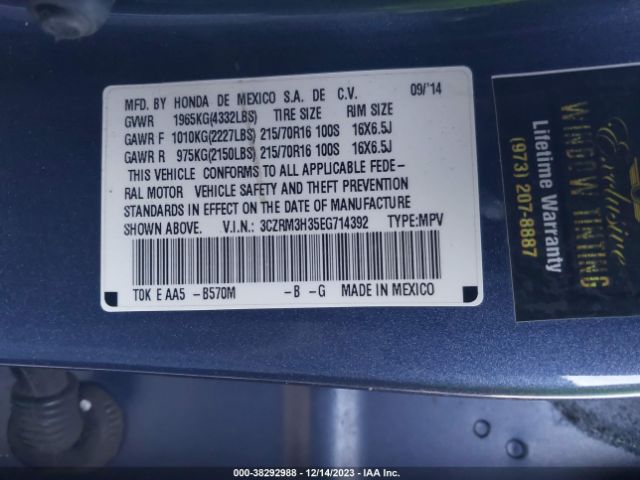 MFD. BY HONDA DE MEXICO S.A. DE C.V. 09/'14
GVWR 1965KG(4332LBS) TIRE SIZE RIM SIZE
GAWR F 1010KG(2227LBS) 215/70R16 100S 16X6.5J
GAWR R 975KG(2150LBS) 215/70R16 100S 16X6.5J
THIS VEHICLE CONFORMS TO ALL APPLICABLE FEDE-
RAL MOTOR VEHICLE SAFETY AND THEFT PREVENTION
STANDARDS IN EFFECT ON THE DATE OF MANUFACTURE
SHOWN ABOVE. V.I.N.: 3CZRM3H35EG714392 TYPE:MPV
T0K E AA5 -B570M -B -G MADE IN MEXICO
Exclusive
WINDOW TINTING
Lifetime Warranty
(973) 207-8887
000-38292988 - 12/14/2023 - IAA Inc.